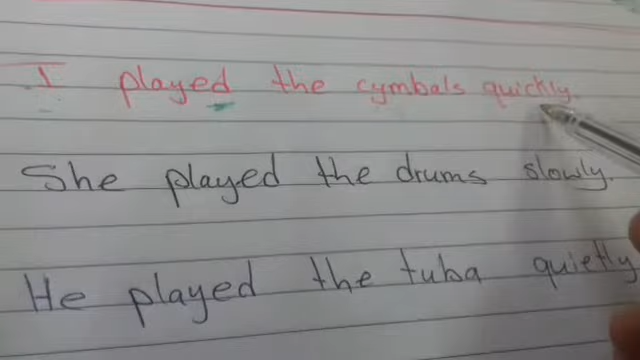 I played the cymbals quickly.
She played the drums slowly.
He played the tuba quietly